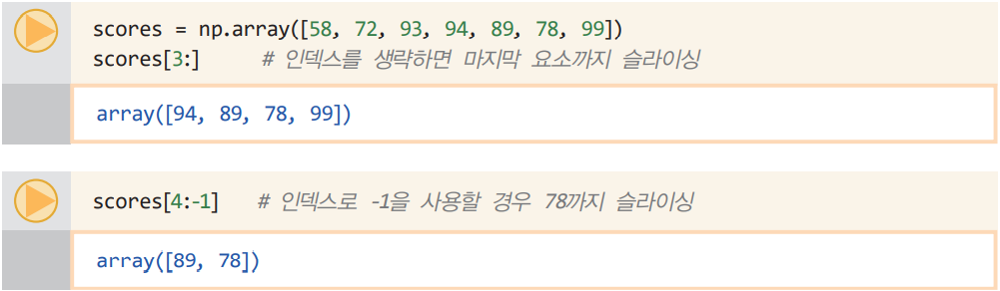 scores = np.array([58, 72, 93, 94, 89, 78, 99])
scores[3:]     # 인덱스를 생략하면 마지막 요소까지 슬라이싱
array([94, 89, 78, 99])
scores[4:-1]   # 인덱스로 -1을 사용할 경우 78까지 슬라이싱
array([89, 78])